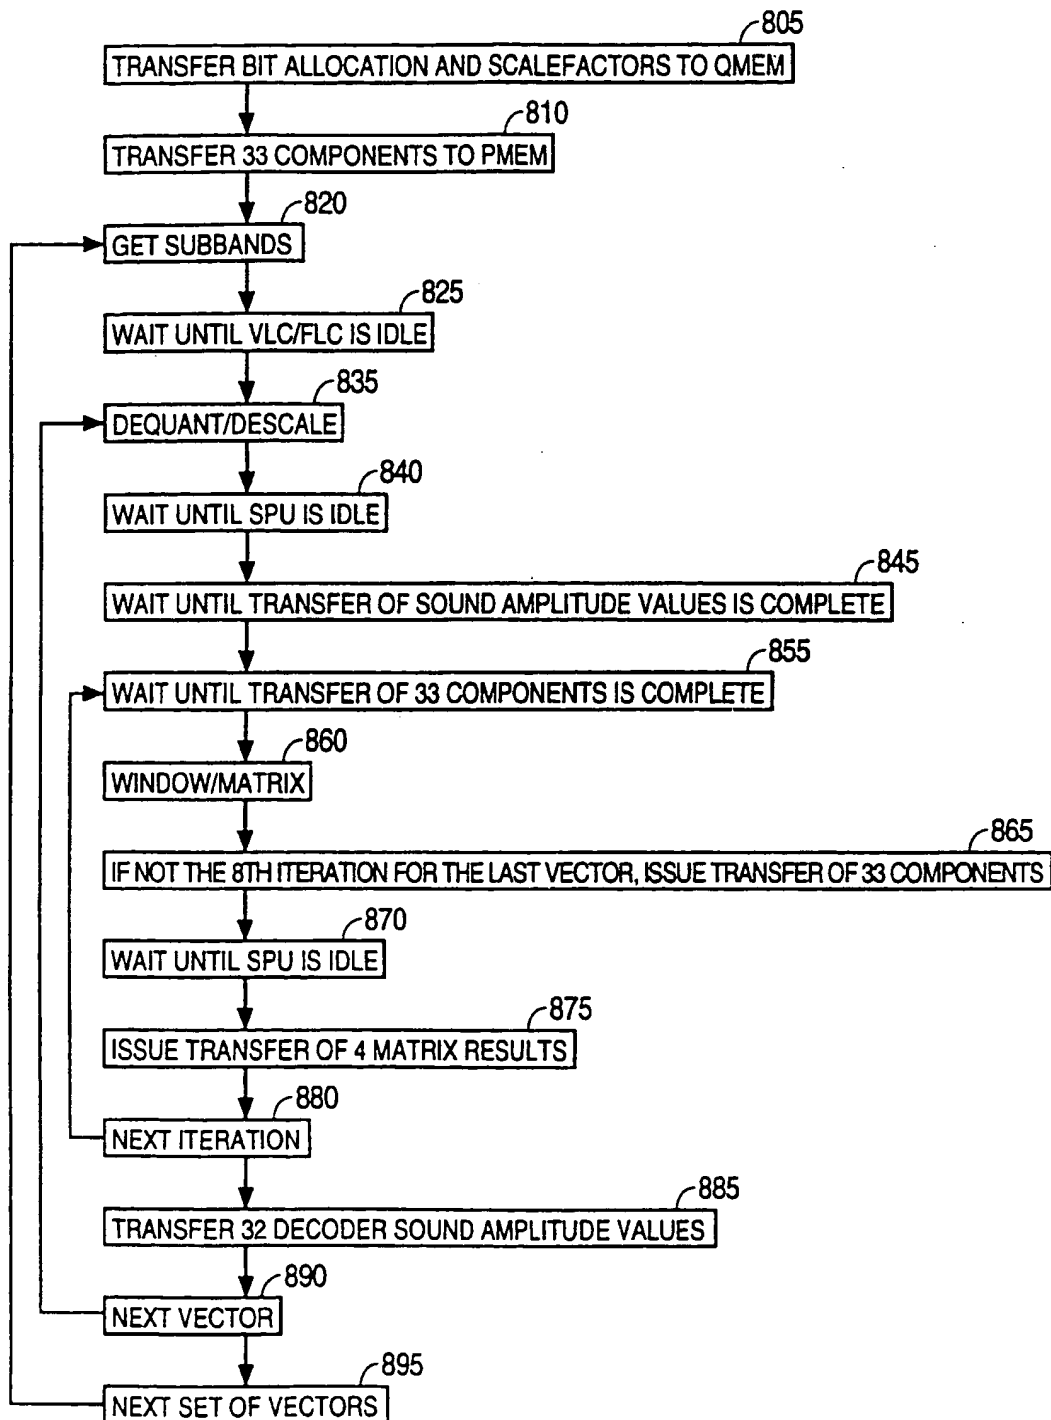 805
TRANSFER BIT ALLOCATION AND SCALEFACTORS TO QMEM
810
TRANSFER 33 COMPONENTS TO PMEM
820
GET SUBBANDS
825
WAIT UNTIL VLC/FLC IS IDLE
835
DEQUANT/DESCALE
840
WAIT UNTIL SPU IS IDLE
845
WAIT UNTIL TRANSFER OF SOUND AMPLITUDE VALUES IS COMPLETE
855
WAIT UNTIL TRANSFER OF 33 COMPONENTS IS COMPLETE
860
WINDOW/MATRIX
865
IF NOT THE 8TH ITERATION FOR THE LAST VECTOR, ISSUE TRANSFER OF 33 COMPONENTS
870
WAIT UNTIL SPU IS IDLE
875
ISSUE TRANSFER OF 4 MATRIX RESULTS
880
NEXT ITERATION
885
TRANSFER 32 DECODER SOUND AMPLITUDE VALUES
890
NEXT VECTOR
895
NEXT SET OF VECTORS